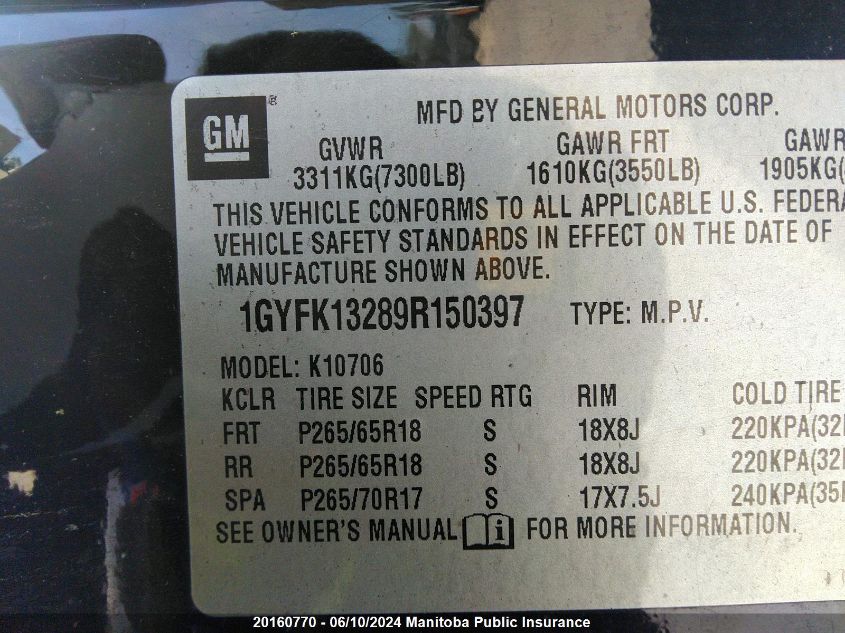 GM ®
MFD BY GENERAL MOTORS CORP.
GVWR GAWR FRT GAWR
3311KG(7300LB) 1610KG(3550LB) 1905KG(
THIS VEHICLE CONFORMS TO ALL APPLICABLE U.S. FEDERA
VEHICLE SAFETY STANDARDS IN EFFECT ON THE DATE OF
MANUFACTURE SHOWN ABOVE.
1GYFK13289R150397 TYPE: M.P.V.
MODEL: K10706
KCLR TIRE SIZE SPEED RTG RIM COLD TIRE
FRT P265/65R18 S 18X8J 220KPA(32
RR P265/65R18 S 18X8J 220KPA(32
SPA P265/70R17 S 17X7.5J 240KPA(35
SEE OWNER'S MANUAL i FOR MORE INFORMATION.
20160770 - 06/10/2024 Manitoba Public Insurance